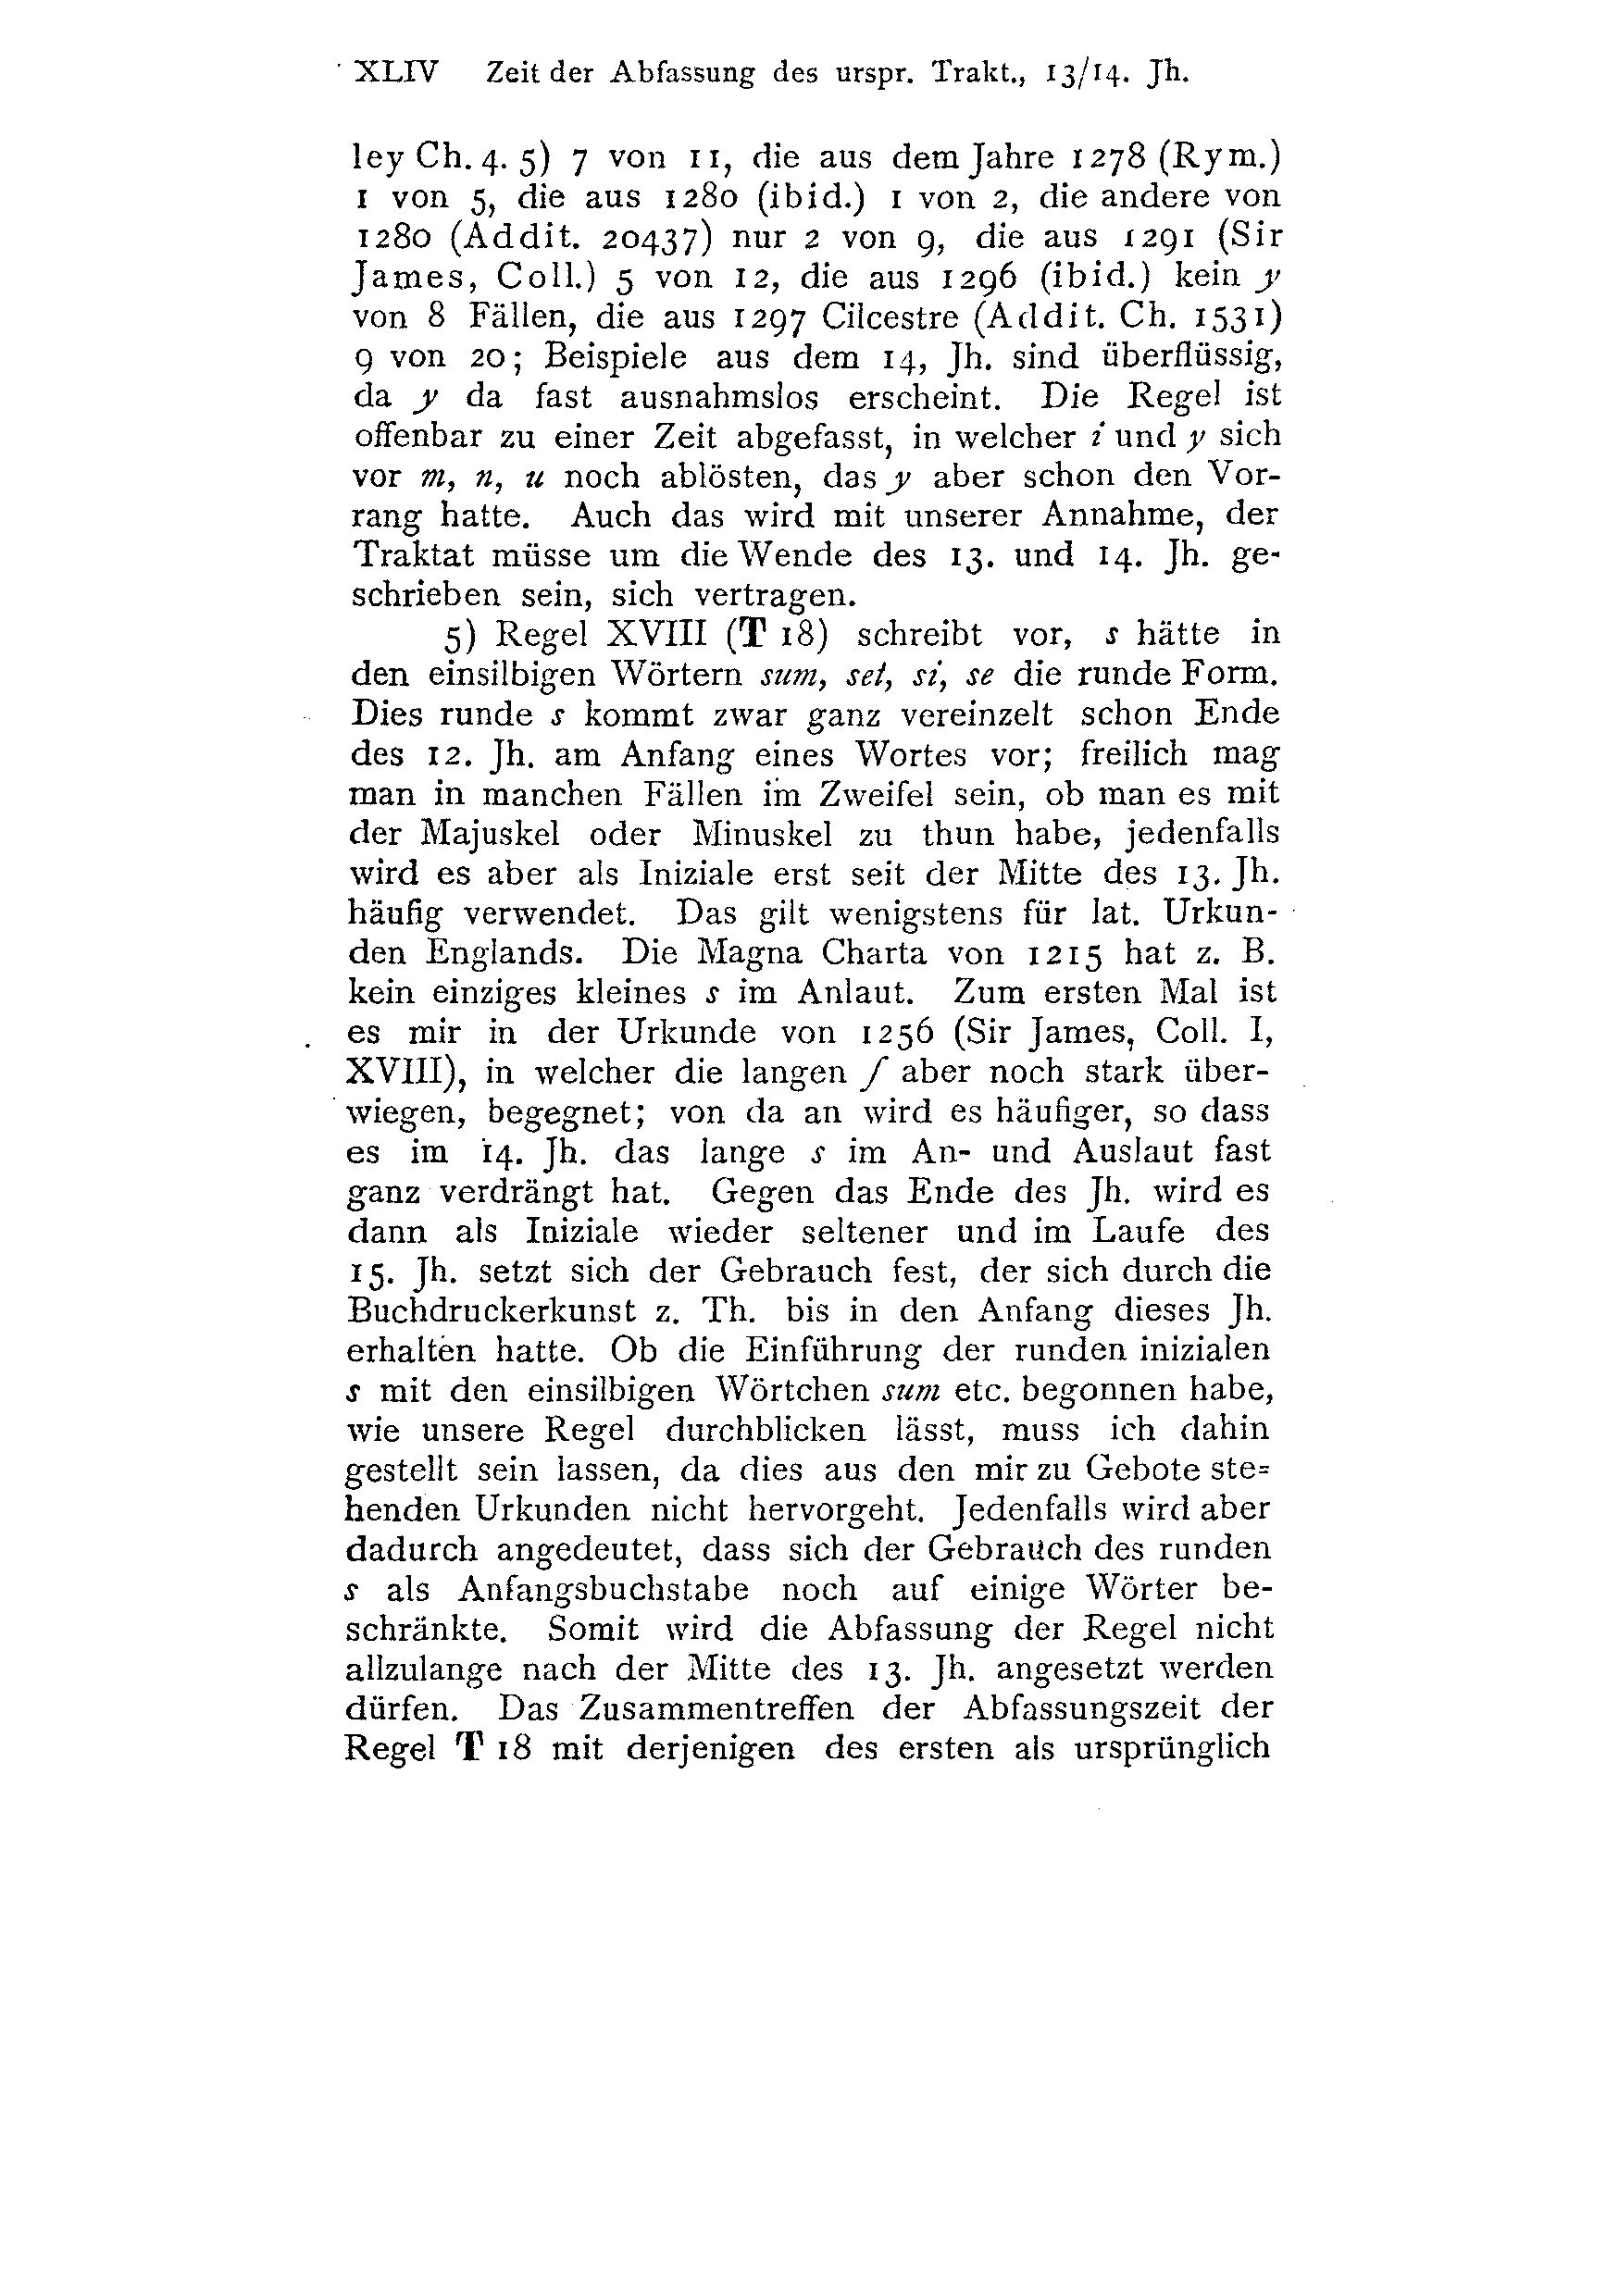 XLIV Zeit der Abfassung des urspr. Trakt., 13/14. Jh.
ley Ch. 4. 5) 7 von 11, die aus dem Jahre 1278 (Rym.)
1 von 5, die aus 1280 (ibid.) 1 von 2, die andere von
1280 (Addit. 20437) nur 2 von 9, die aus 1291 (Sir
James, Coll.) 5 von 12, die aus 1296 (ibid.) kein y
von 8 Fällen, die aus 1297 Cilcestre (Addit. Ch. 1531)
9 von 20; Beispiele aus dem 14, Jh. sind überflüssig,
da y da fast ausnahmslos erscheint. Die Regel ist
offenbar zu einer Zeit abgefasst, in welcher i und y sich
vor m, n, u noch ablösten, das y aber schon den Vor-
rang hatte. Auch das wird mit unserer Annahme, der
Traktat müsse um die Wende des 13. und 14. Jh. ge-
schrieben sein, sich vertragen.
5) Regel XVIII (T 18) schreibt vor, s hätte in
den einsilbigen Wörtern sum, set, si, se die runde Form.
Dies runde s kommt zwar ganz vereinzelt schon Ende
des 12. Jh. am Anfang eines Wortes vor; freilich mag
man in manchen Fällen im Zweifel sein, ob man es mit
der Majuskel oder Minuskel zu thun habe, jedenfalls
wird es aber als Iniziale erst seit der Mitte des 13. Jh.
häufig verwendet. Das gilt wenigstens für lat. Urkun-
den Englands. Die Magna Charta von 1215 hat z. B.
kein einziges kleines s im Anlaut. Zum ersten Mal ist
es mir in der Urkunde von 1256 (Sir James, Coll. I,
XVIII), in welcher die langen ſ aber noch stark über-
wiegen, begegnet; von da an wird es häufiger, so dass
es im 14. Jh. das lange s im An- und Auslaut fast
ganz verdrängt hat. Gegen das Ende des Jh. wird es
dann als Iniziale wieder seltener und im Laufe des
15. Jh. setzt sich der Gebrauch fest, der sich durch die
Buchdruckerkunst z. Th. bis in den Anfang dieses Jh.
erhalten hatte. Ob die Einführung der runden inizialen
s mit den einsilbigen Wörtchen sum etc. begonnen habe,
wie unsere Regel durchblicken lässt, muss ich dahin
gestellt sein lassen, da dies aus den mir zu Gebote ste=
henden Urkunden nicht hervorgeht. Jedenfalls wird aber
dadurch angedeutet, dass sich der Gebrauch des runden
s als Anfangsbuchstabe noch auf einige Wörter be-
schränkte. Somit wird die Abfassung der Regel nicht
allzulange nach der Mitte des 13. Jh. angesetzt werden
dürfen. Das Zusammentreffen der Abfassungszeit der
Regel T 18 mit derjenigen des ersten als ursprünglich